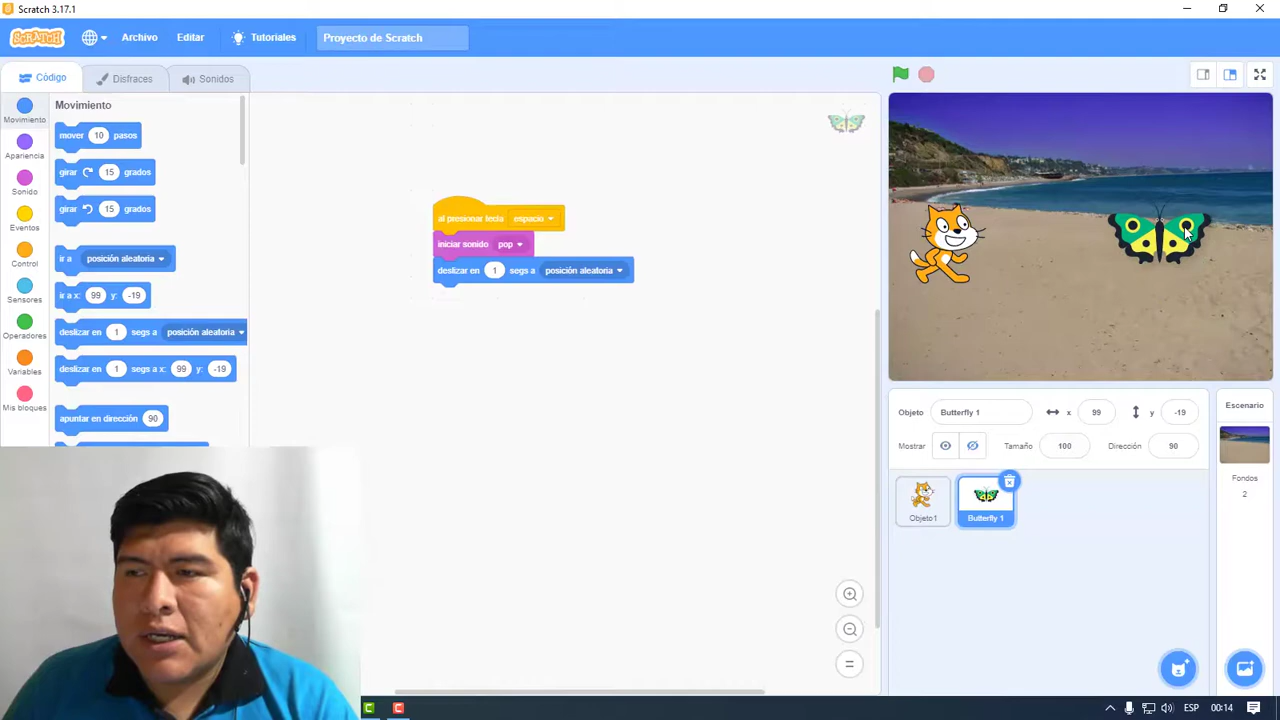 Scratch 3.17.1
SCRATCH Archivo Editar Tutoriales Proyecto de Scratch
Código Disfraces Sonidos
Movimiento
Apariencia
Sonido
Eventos
Control
Sensores
Operadores
Variables
Mis bloques
Movimiento
mover 10 pasos
girar 15 grados
girar 15 grados
ir a posición aleatoria
ir a x: 99 y: -19
deslizar en 1 segs a posición aleatoria
deslizar en 1 segs a x: 99 y: -19
apuntar en dirección 90
al presionar tecla espacio
iniciar sonido pop
deslizar en 1 segs a posición aleatoria
Objeto Butterfly 1 x 99 y -19
Mostrar Tamaño 100 Dirección 90
Objeto1
Butterfly 1
Escenario
Fondos
2
ESP 00:14